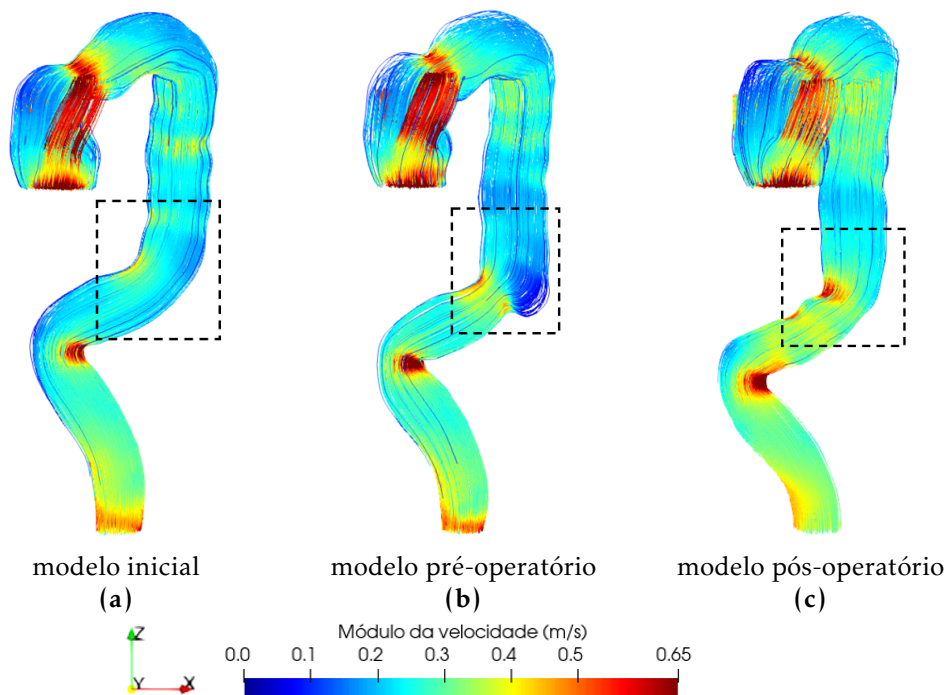 modelo inicial
(a)
modelo pré-operatório
(b)
modelo pós-operatório
(c)
Z
Y
X
Módulo da velocidade (m/s)
0.0 0.1 0.2 0.3 0.4 0.5 0.65